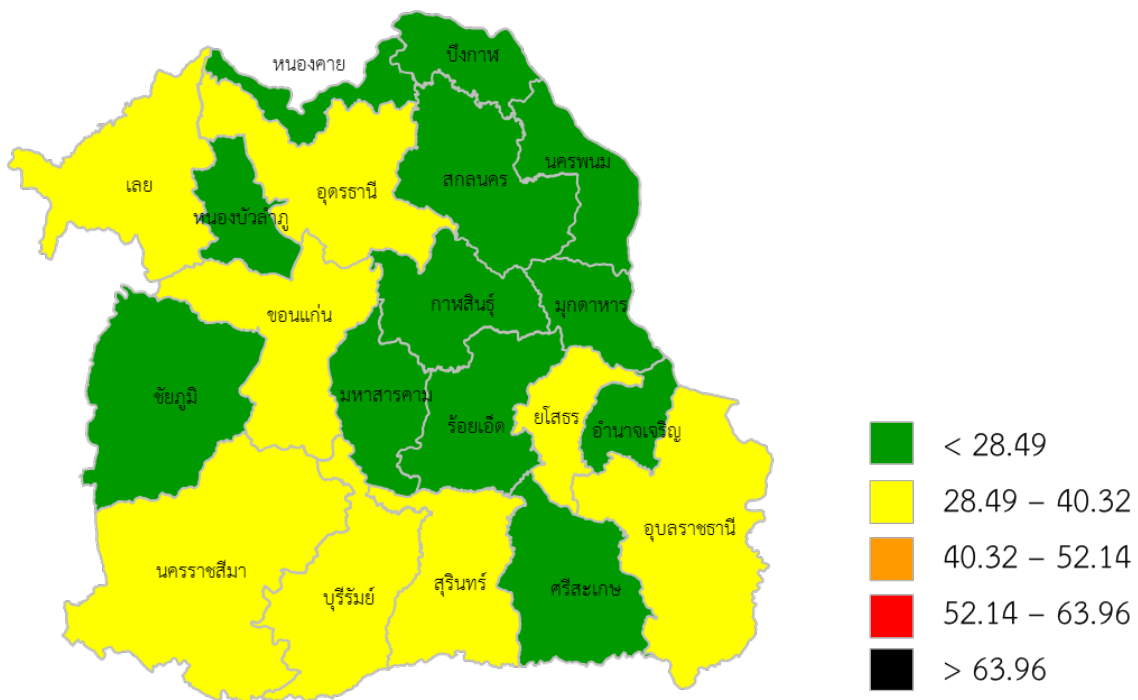 บึงกาฬ
หนองคาย
นครพนม
สกลนคร
เลย
อุดรธานี
หนองบัวลำภู
กาฬสินธุ์
มุกดาหาร
ขอนแก่น
ชัยภูมิ
มหาสารคาม
ยโสธร
ร้อยเอ็ด
อำนาจเจริญ
อุบลราชธานี
นครราชสีมา
สุรินทร์
ศรีสะเกษ
บุรีรัมย์
< 28.49
28.49 – 40.32
40.32 – 52.14
52.14 – 63.96
> 63.96